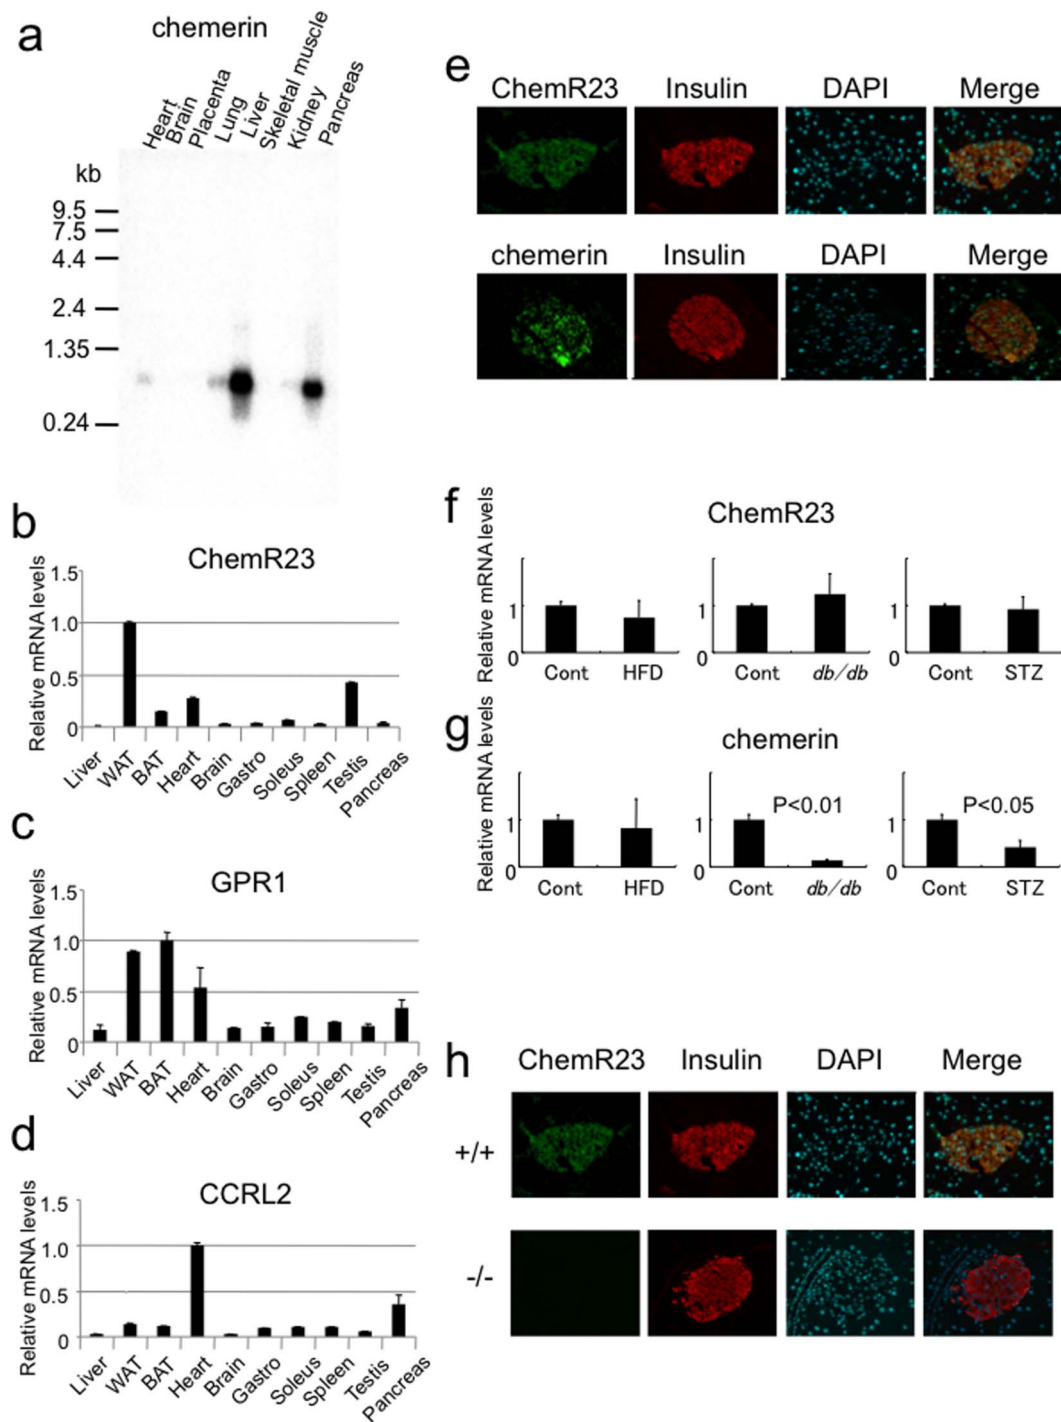 a
chemerin
Heart
Brain
Placenta
Lung
Liver
Skeletal muscle
Kidney
Pancreas
kb
9.5
7.5
4.4
2.4
1.35
0.24
b
ChemR23
Relative mRNA levels
1.5
1.0
0.5
0
Liver
WAT
BAT
Heart
Brain
Gastro
Soleus
Spleen
Testis
Pancreas
c
GPR1
Relative mRNA levels
1.5
1.0
0.5
0
Liver
WAT
BAT
Heart
Brain
Gastro
Soleus
Spleen
Testis
Pancreas
d
CCRL2
Relative mRNA levels
1.5
1.0
0.5
0
Liver
WAT
BAT
Heart
Brain
Gastro
Soleus
Spleen
Testis
Pancreas
e
ChemR23 Insulin DAPI Merge
chemerin Insulin DAPI Merge
f
ChemR23
Relative mRNA levels
1
0
Cont HFD
1
0
Cont db/db
1
0
Cont STZ
g
chemerin
Relative mRNA levels
1
0
Cont HFD
P<0.01
1
0
Cont db/db
P<0.05
1
0
Cont STZ
h
ChemR23 Insulin DAPI Merge
+/+
-/-